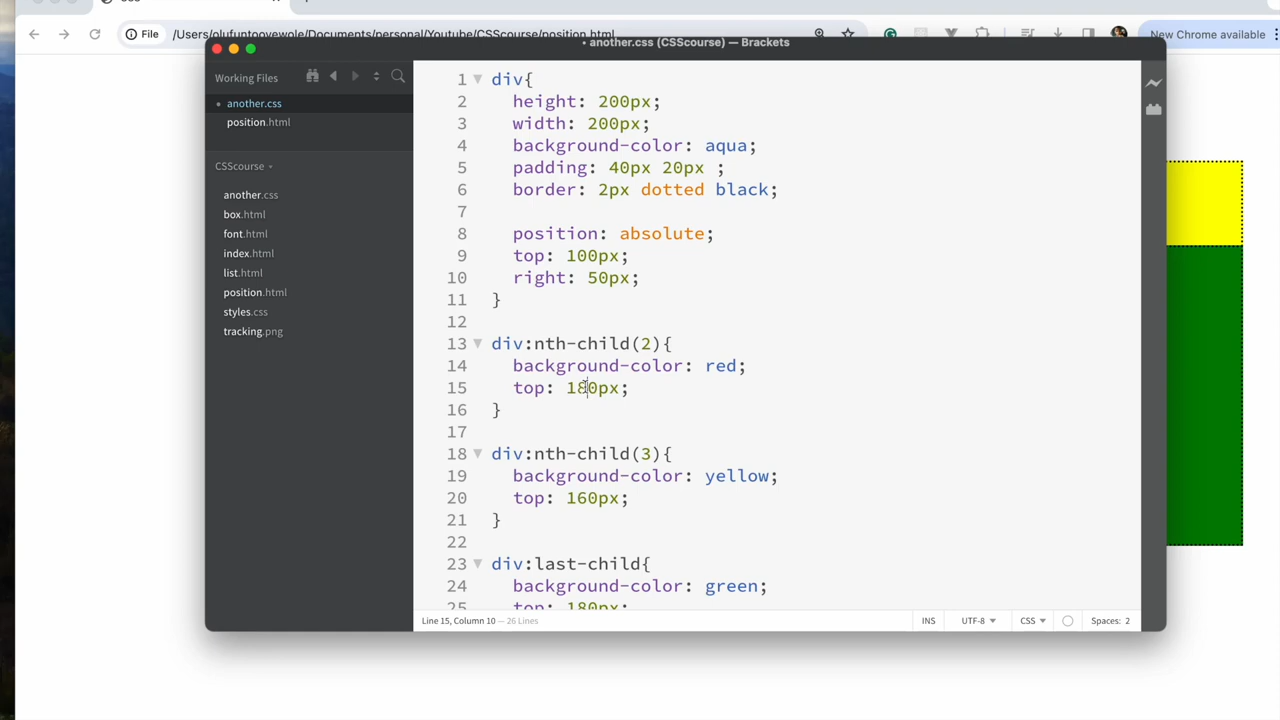 File
/Users/olufuntooyewole/Documents/personal/Youtube/CSScourse/position.html
New Chrome available
• another.css (CSScourse) — Brackets
Working Files
another.css
position.html
CSScourse
another.css
box.html
font.html
index.html
list.html
position.html
styles.css
tracking.png
1 div{
2 height: 200px;
3 width: 200px;
4 background-color: aqua;
5 padding: 40px 20px ;
6 border: 2px dotted black;
7
8 position: absolute;
9 top: 100px;
10 right: 50px;
11 }
12
13 div:nth-child(2){
14 background-color: red;
15 top: 180px;
16 }
17
18 div:nth-child(3){
19 background-color: yellow;
20 top: 160px;
21 }
22
23 div:last-child{
24 background-color: green;
25 top: 180px;
Line 15, Column 10 — 26 Lines
INS
UTF-8
CSS
Spaces: 2